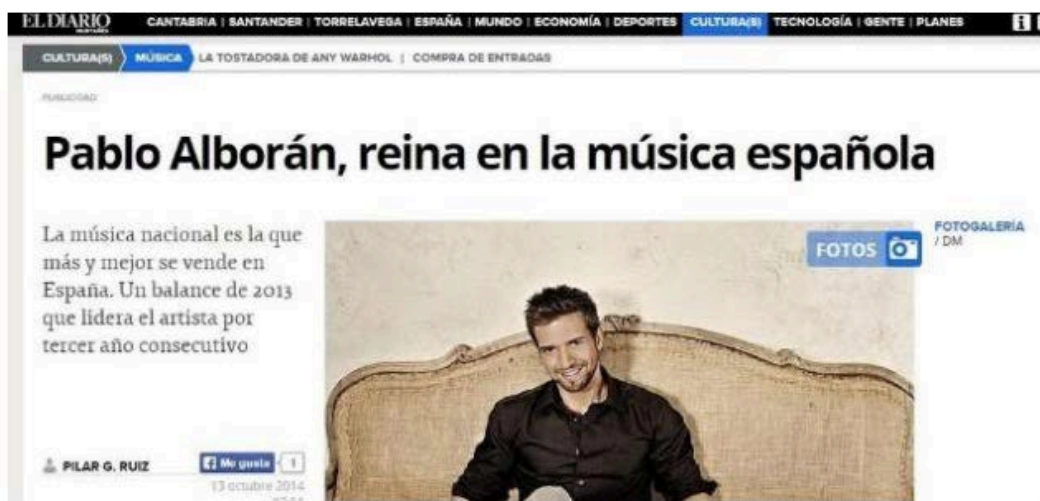 EL DIARIO CANTABRIA | SANTANDER | TORRELAVEGA | ESPAÑA | MUNDO | ECONOMÍA | DEPORTES CULTURA(S) TECNOLOGÍA | GENTE | PLANES
CULTURA(S) MÚSICA LA TOSTADORA DE ANY WARHOL | COMPRA DE ENTRADAS
PUBLICIDAD
Pablo Alborán, reina en la música española
La música nacional es la que
más y mejor se vende en
España. Un balance de 2013
que lidera el artista por
tercer año consecutivo
FOTOS
FOTOGALERÍA
/ DM
PILAR G. RUIZ
Me gusta 1
13 octubre 2014